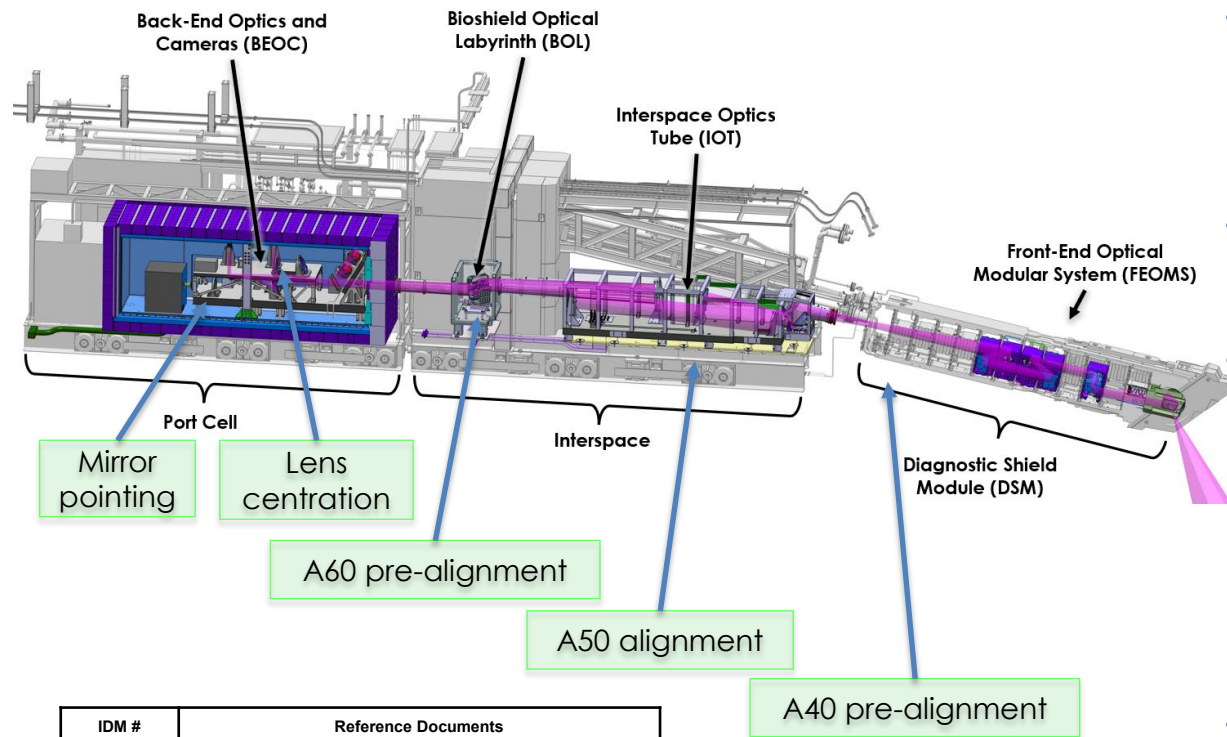 Back-End Optics and
Cameras (BEOC)
Bioshield Optical
Labyrinth (BOL)
Interspace Optics
Tube (IOT)
Front-End Optical
Modular System (FEOMS)
Port Cell
Interspace
Diagnostic Shield
Module (DSM)
Mirror
pointing
Lens
centration
A60 pre-alignment
A50 alignment
A40 pre-alignment
IDM # Reference Documents